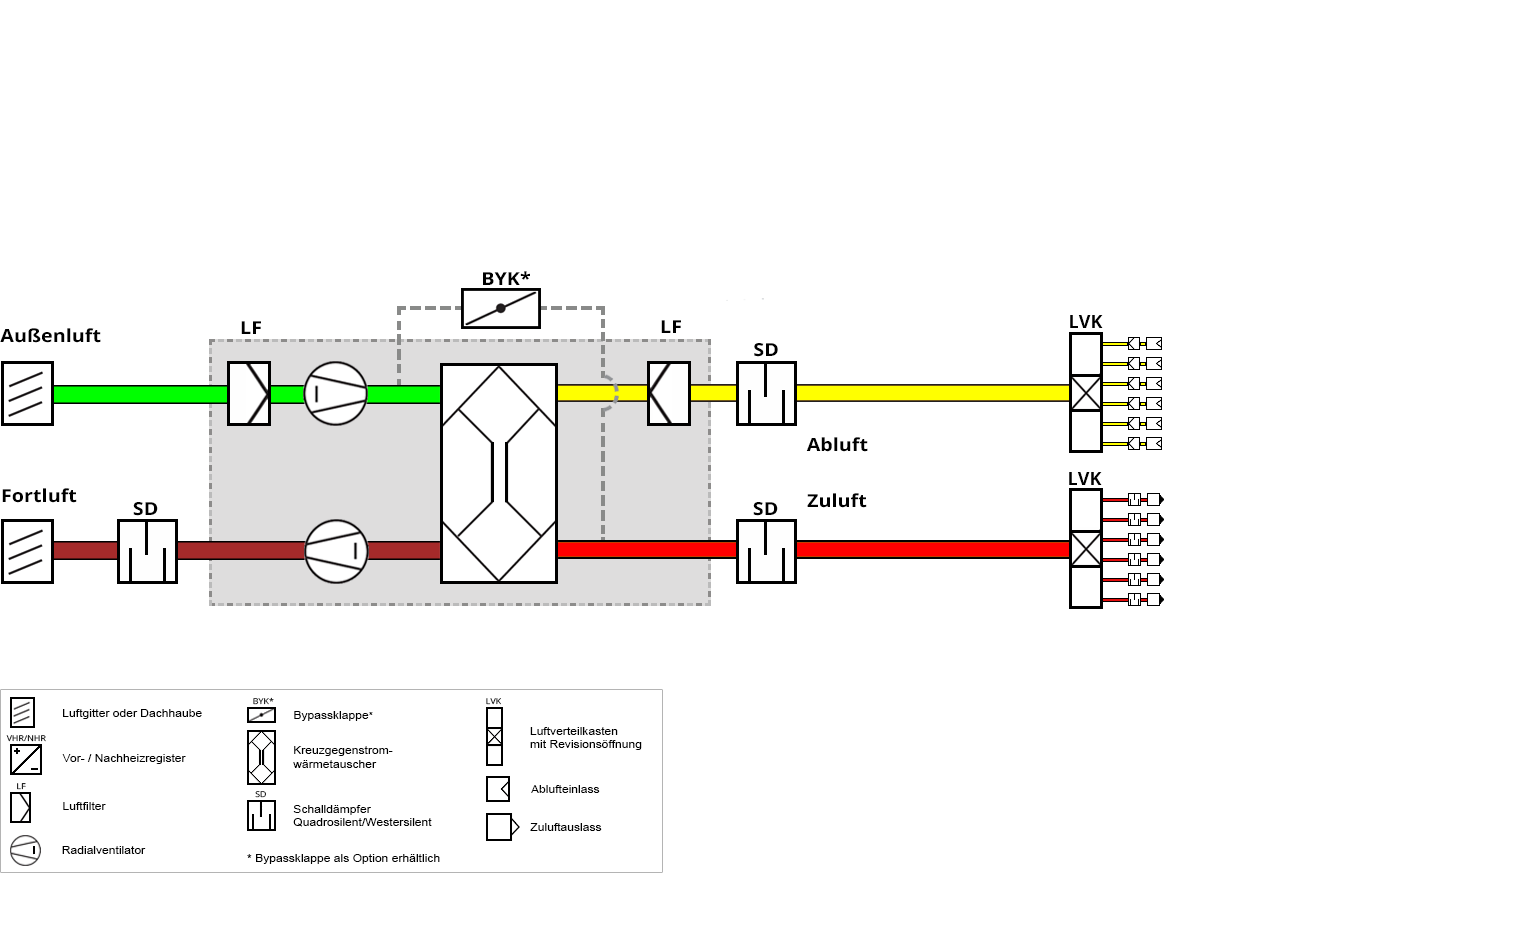 BYK*
LVK
LF
LF
Außenluft
SD
Abluft
LVK
Fortluft
SD
SD
Zuluft
Luftgitter oder Dachhaube
VHR/NHR
Vor- / Nachheizregister
LF
Luftfilter
Radialventilator
BYK*
Bypassklappe*
Kreuzgegenstrom-
wärmetauscher
SD
Schalldämpfer
Quadrosilent/Westersilent
* Bypassklappe als Option erhältlich
LVK
Luftverteilkasten
mit Revisionsöffnung
Ablufteinlass
Zuluftauslass